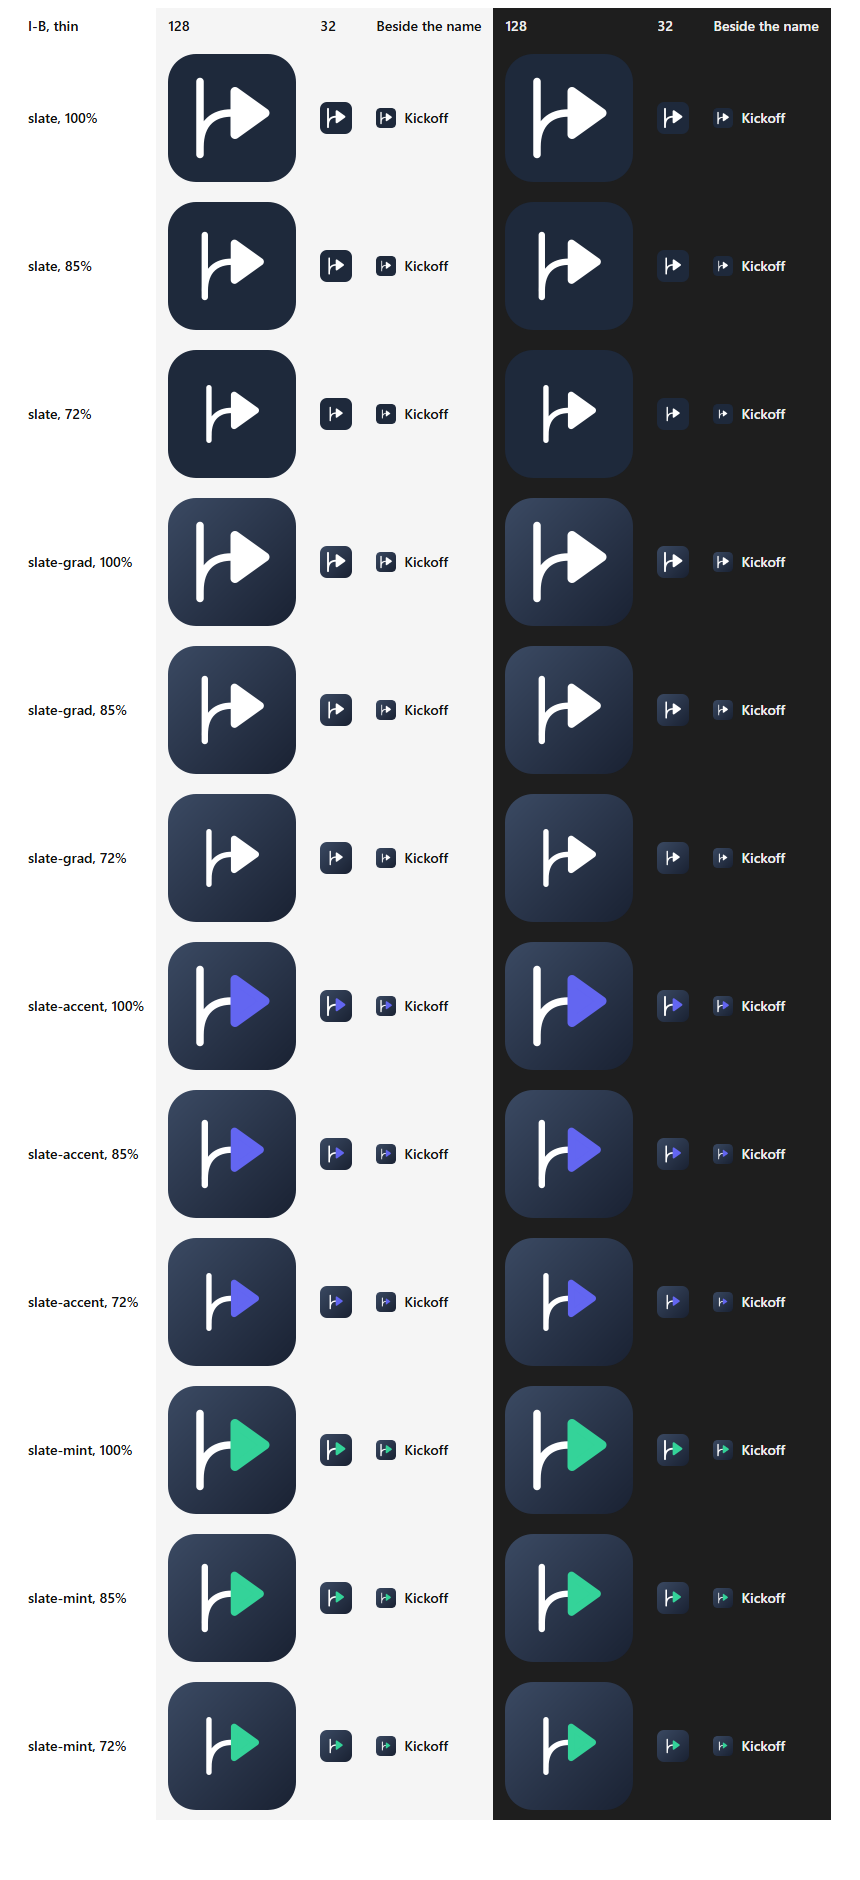 I-B, thin 128 32 Beside the name 128 32 Beside the name
slate, 100% Kickoff Kickoff
slate, 85% Kickoff Kickoff
slate, 72% Kickoff Kickoff
slate-grad, 100% Kickoff Kickoff
slate-grad, 85% Kickoff Kickoff
slate-grad, 72% Kickoff Kickoff
slate-accent, 100% Kickoff Kickoff
slate-accent, 85% Kickoff Kickoff
slate-accent, 72% Kickoff Kickoff
slate-mint, 100% Kickoff Kickoff
slate-mint, 85% Kickoff Kickoff
slate-mint, 72% Kickoff Kickoff